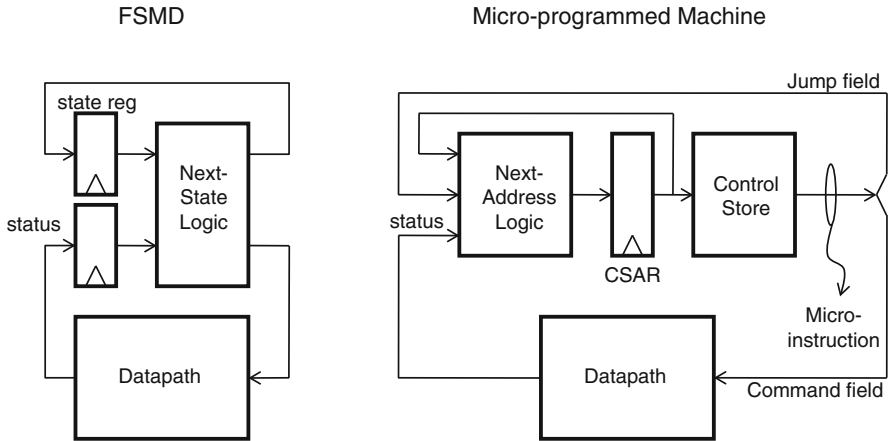 FSMD
Micro-programmed Machine
state reg
Next-
State
Logic
status
Datapath
Jump field
Next-
Address
Logic
status
CSAR
Control
Store
Micro-
instruction
Datapath
Command field